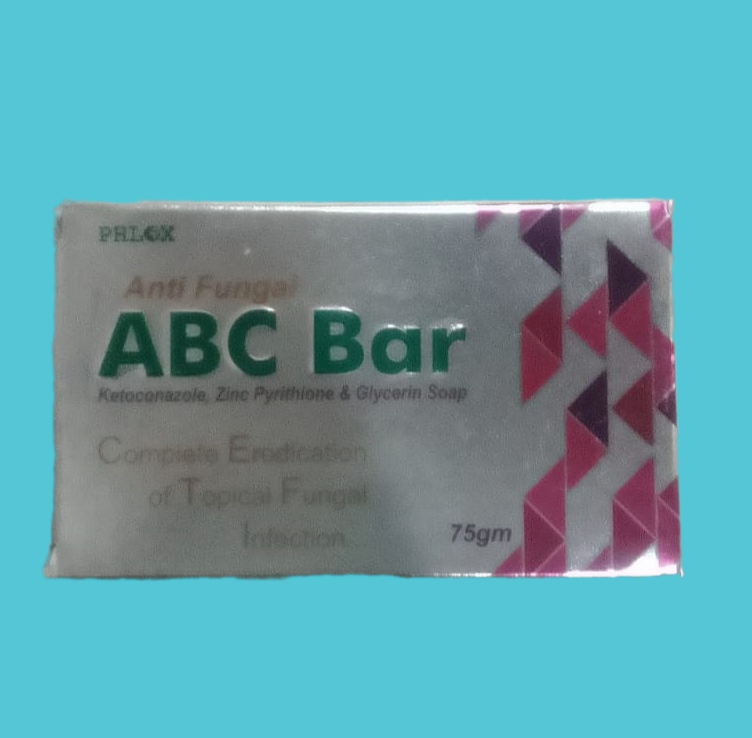 PHLOX
Anti Fungal
ABC Bar
Ketoconazole, Zinc Pyrithione & Glycerin Soap
Complete Eradication
of Topical Fungal
Infection...
75gm